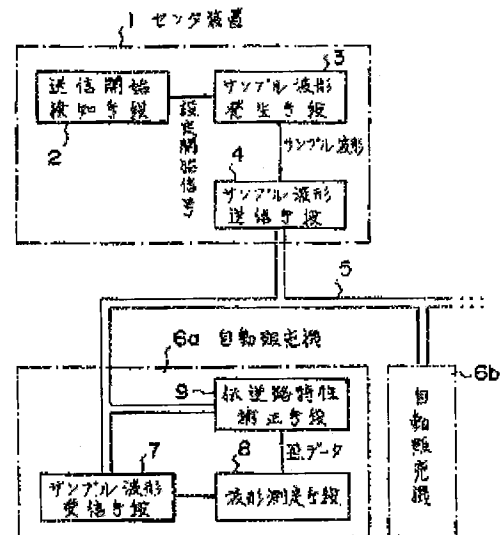 1 センタ装置
送信開始
検知手段
2
設定開始信号
3
サンプル波形
発生手段
サンプル波形
4
サンプル波形
送信手段
5
6a 自動販売機
6b
自動販売機
9
伝送路特性
補正手段
7
サンプル波形
受信手段
8
波形測定手段
データ